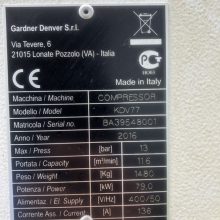 Gardner Denver S.r.l.
Via Tevere, 6
21015 Lonate Pozzolo (VA) - Italia
CE
Made in Italy
Macchina / Machine COMPRESSOR
Modello / Model KDV77
Matricola / Serial no. BA39548001
Anno / Year 2016
Max / Press [bar] 13
Portata / Capacity [m³/min] 11.6
Peso / Weight [Kg] 1480
Potenza / Power [kW] 79.0
Alimentaz / El Supply V / Hz 400/50
Corrente Ass. / Current [A] 136